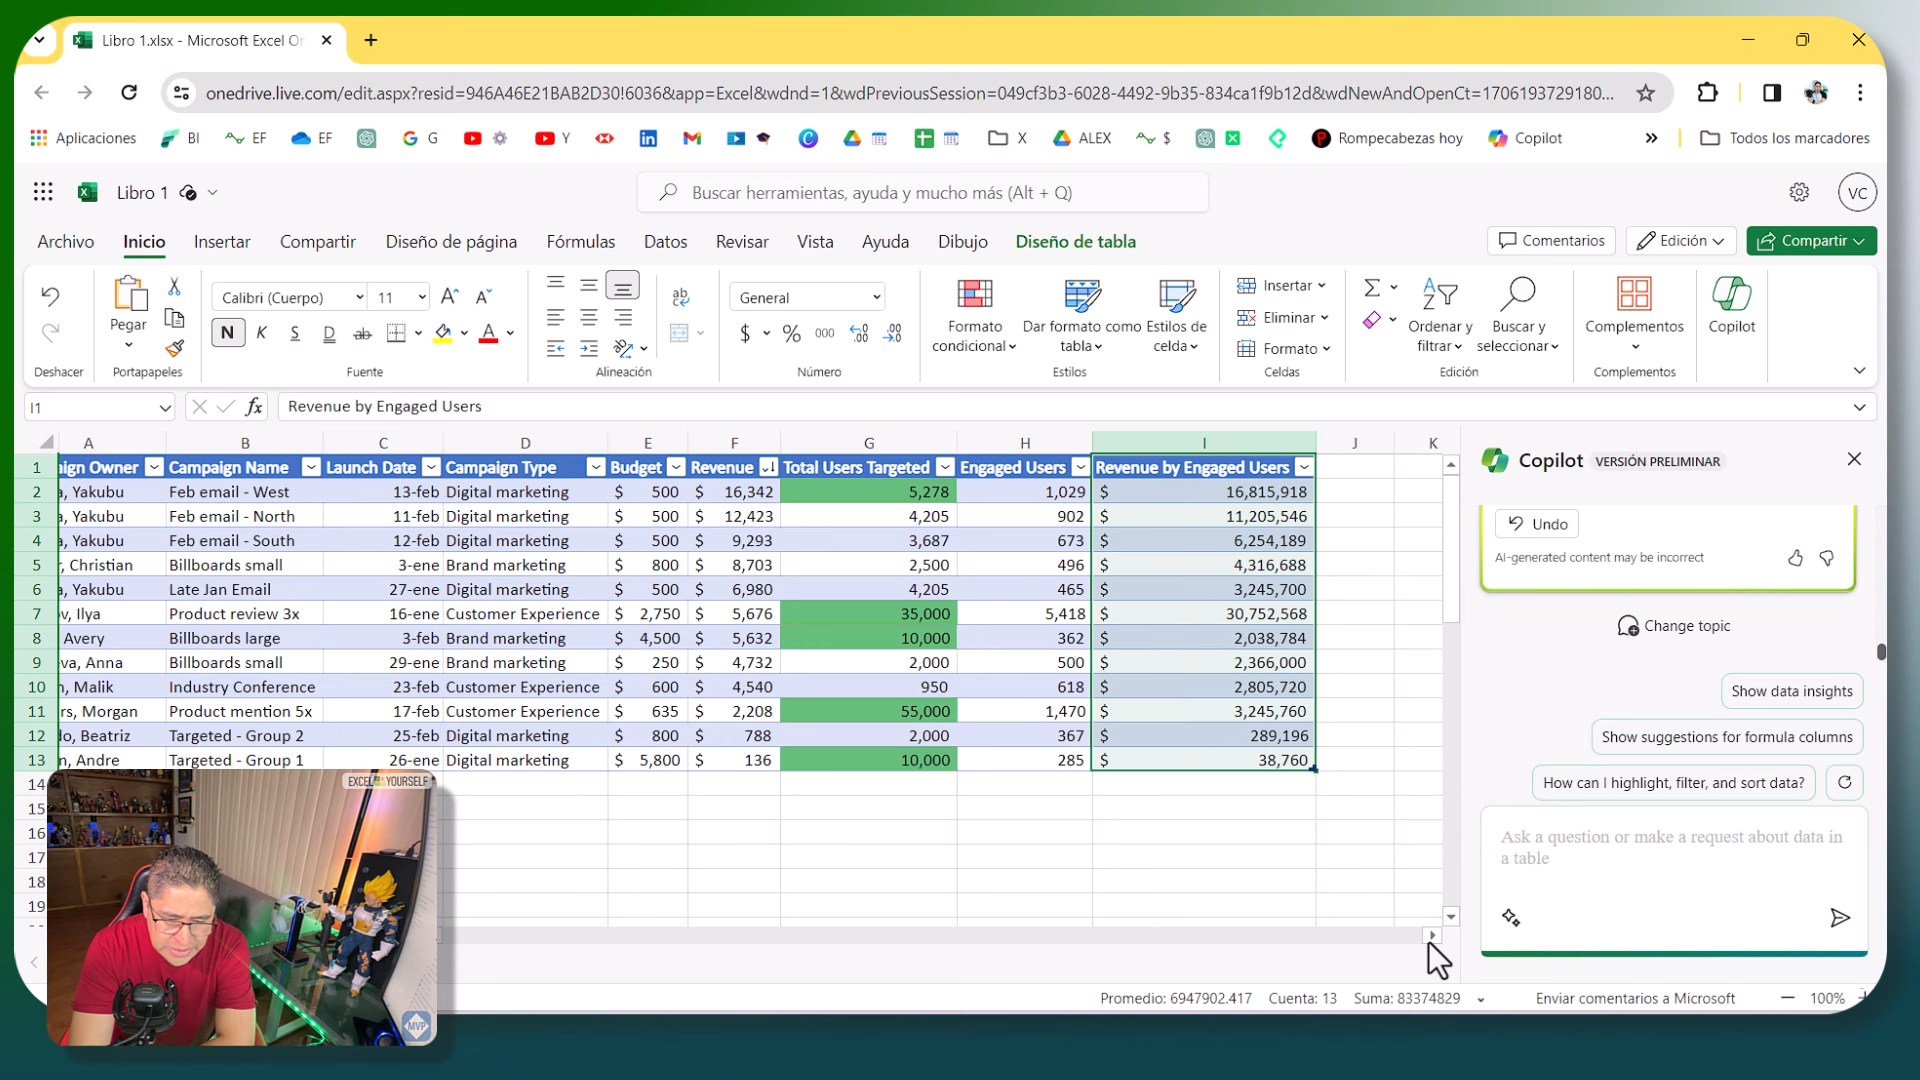 Libro 1.xlsx - Microsoft Excel On
onedrive.live.com/edit.aspx?resid=946A46E21BAB2D30!6036&app=Excel&wdnd=1&wdPreviousSession=049cf3b3-6028-4492-9b35-834ca1f9b12d&wdNewAndOpenCt=1706193729180...
Aplicaciones BI EF EF G Y X ALEX $ Rompecabezas hoy Copilot » Todos los marcadores
Libro 1 Buscar herramientas, ayuda y mucho más (Alt + Q) VC
Archivo Inicio Insertar Compartir Diseño de página Fórmulas Datos Revisar Vista Ayuda Dibujo Diseño de tabla Comentarios Edición Compartir
Calibri (Cuerpo) 11 General
Pegar N K S D ab $ % 000
Formato condicional Dar formato como tabla Estilos de celda
Insertar
Eliminar
Formato
Ordenar y filtrar Buscar y seleccionar Complementos Copilot
Deshacer Portapapeles Fuente Alineación Número Estilos Celdas Edición Complementos
I1 fx Revenue by Engaged Users
A B C D E F G H I J K
1 ign Owner Campaign Name Launch Date Campaign Type Budget Revenue Total Users Targeted Engaged Users Revenue by Engaged Users
2 a, Yakubu Feb email - West 13-feb Digital marketing $ 500 $ 16,342 5,278 1,029 $ 16,815,918
3 a, Yakubu Feb email - North 11-feb Digital marketing $ 500 $ 12,423 4,205 902 $ 11,205,546
4 a, Yakubu Feb email - South 12-feb Digital marketing $ 500 $ 9,293 3,687 673 $ 6,254,189
5 r, Christian Billboards small 3-ene Brand marketing $ 800 $ 8,703 2,500 496 $ 4,316,688
6 a, Yakubu Late Jan Email 27-ene Digital marketing $ 500 $ 6,980 4,205 465 $ 3,245,700
7 v, Ilya Product review 3x 16-ene Customer Experience $ 2,750 $ 5,676 35,000 5,418 $ 30,752,568
8 Avery Billboards large 3-feb Brand marketing $ 4,500 $ 5,632 10,000 362 $ 2,038,784
9 va, Anna Billboards small 29-ene Brand marketing $ 250 $ 4,732 2,000 500 $ 2,366,000
10 n, Malik Industry Conference 23-feb Customer Experience $ 600 $ 4,540 950 618 $ 2,805,720
11 rs, Morgan Product mention 5x 17-feb Customer Experience $ 635 $ 2,208 55,000 1,470 $ 3,245,760
12 do, Beatriz Targeted - Group 2 25-feb Digital marketing $ 800 $ 788 2,000 367 $ 289,196
13 n, Andre Targeted - Group 1 26-ene Digital marketing $ 5,800 $ 136 10,000 285 $ 38,760
14
15
16
17
18
19
EXCEL YOURSELF
MVP
Copilot VERSIÓN PRELIMINAR
Undo
AI-generated content may be incorrect
Change topic
Show data insights
Show suggestions for formula columns
How can I highlight, filter, and sort data?
Ask a question or make a request about data in
a table
Promedio: 6947902.417 Cuenta: 13 Suma: 83374829 Enviar comentarios a Microsoft 100%